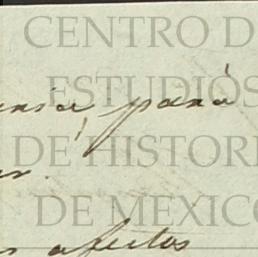 CENTRO D
ESTUDIOS
para
DE HISTORI
DE MEXICO
afectos